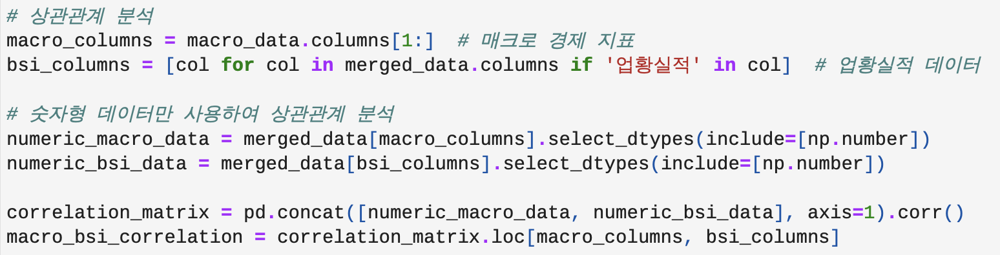 # 상관관계 분석
macro_columns = macro_data.columns[1:]  # 매크로 경제 지표
bsi_columns = [col for col in merged_data.columns if '업황실적' in col]  # 업황실적 데이터
# 숫자형 데이터만 사용하여 상관관계 분석
numeric_macro_data = merged_data[macro_columns].select_dtypes(include=[np.number])
numeric_bsi_data = merged_data[bsi_columns].select_dtypes(include=[np.number])
correlation_matrix = pd.concat([numeric_macro_data, numeric_bsi_data], axis=1).corr()
macro_bsi_correlation = correlation_matrix.loc[macro_columns, bsi_columns]